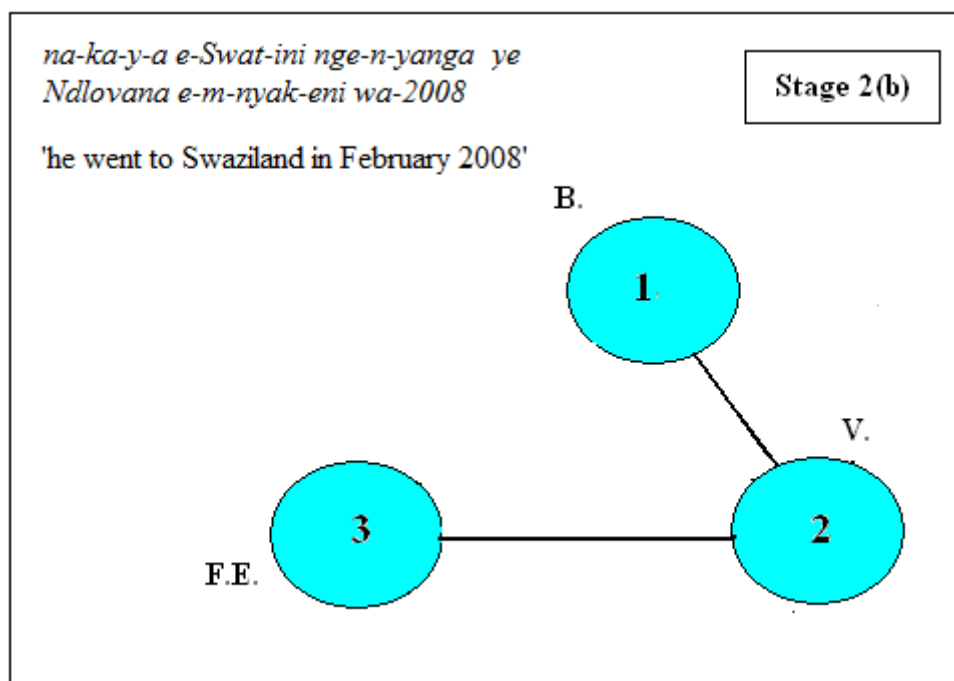 na-ka-y-a e-Swat-ini nge-n-yanga ye
Ndlovana e-m-nyak-eni wa-2008
Stage 2(b)
'he went to Swaziland in February 2008'
B.
1.
V.
3
2
F.E.